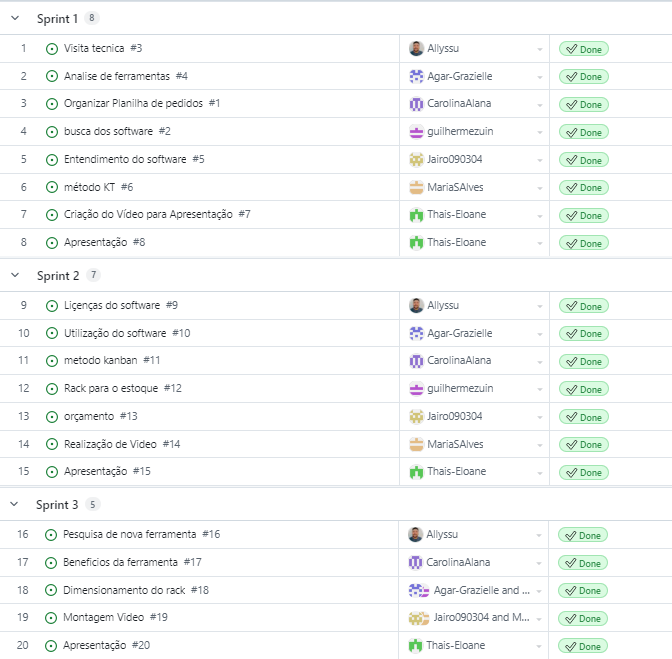 Sprint 1 8
1 Visita tecnica #3 Allyssu Done
2 Analise de ferramentas #4 Agar-Grazielle Done
3 Organizar Planilha de pedidos #1 CarolinaAlana Done
4 busca dos software #2 guilhermezuin Done
5 Entendimento do software #5 Jairo090304 Done
6 método KT #6 MariaSAlves Done
7 Criação do Vídeo para Apresentação #7 Thais-Eloane Done
8 Apresentação #8 Thais-Eloane Done
Sprint 2 7
9 Liçenças do software #9 Allyssu Done
10 Utilização do software #10 Agar-Grazielle Done
11 metodo kanban #11 CarolinaAlana Done
12 Rack para o estoque #12 guilhermezuin Done
13 orçamento #13 Jairo090304 Done
14 Realização de Video #14 MariaSAlves Done
15 Apresentação #15 Thais-Eloane Done
Sprint 3 5
16 Pesquisa de nova ferramenta #16 Allyssu Done
17 Beneficios da ferramenta #17 CarolinaAlana Done
18 Dimensionamento do rack #18 Agar-Grazielle and ... Done
19 Montagem Video #19 Jairo090304 and M... Done
20 Apresentação #20 Thais-Eloane Done